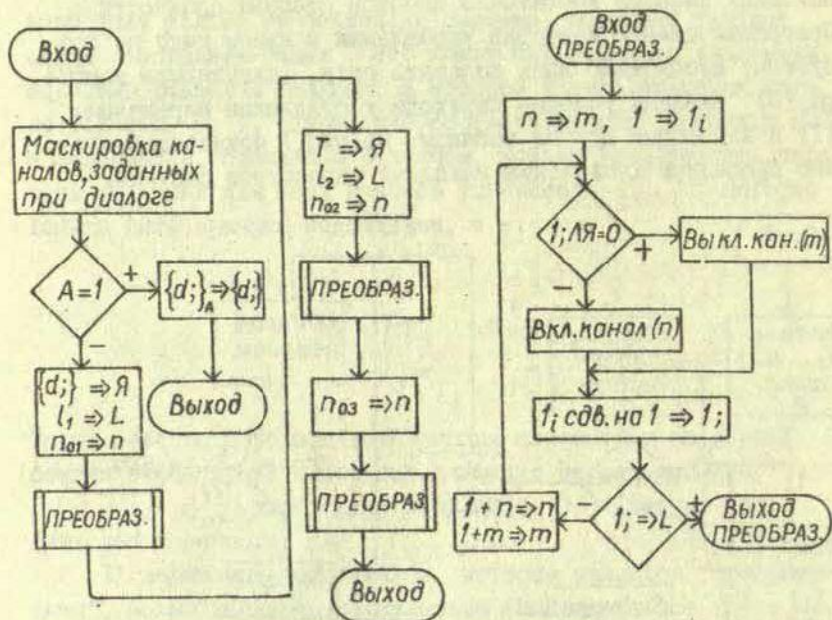 Вход
Маскировка ка-
налов, заданных
при диалоге
A=1
+
{d;}_A ⇒ {d;}
Выход
−
{d;} ⇒ Я
l₁ ⇒ L
n₀₁ ⇒ n
ПРЕОБРАЗ.
T ⇒ Я
l₂ ⇒ L
n₀₂ ⇒ n
ПРЕОБРАЗ.
n₀₃ ⇒ n
ПРЕОБРАЗ.
Выход
Вход
ПРЕОБРАЗ.
n ⇒ m, 1 ⇒ 1ᵢ
1; ΛЯ=0
+
Выкл. кан. (m)
−
Вкл. канал (n)
1ᵢ сдв. на 1 ⇒ 1;
1; => L
−
1 + n => n
1+m => m
+
Выход
ПРЕОБРАЗ.